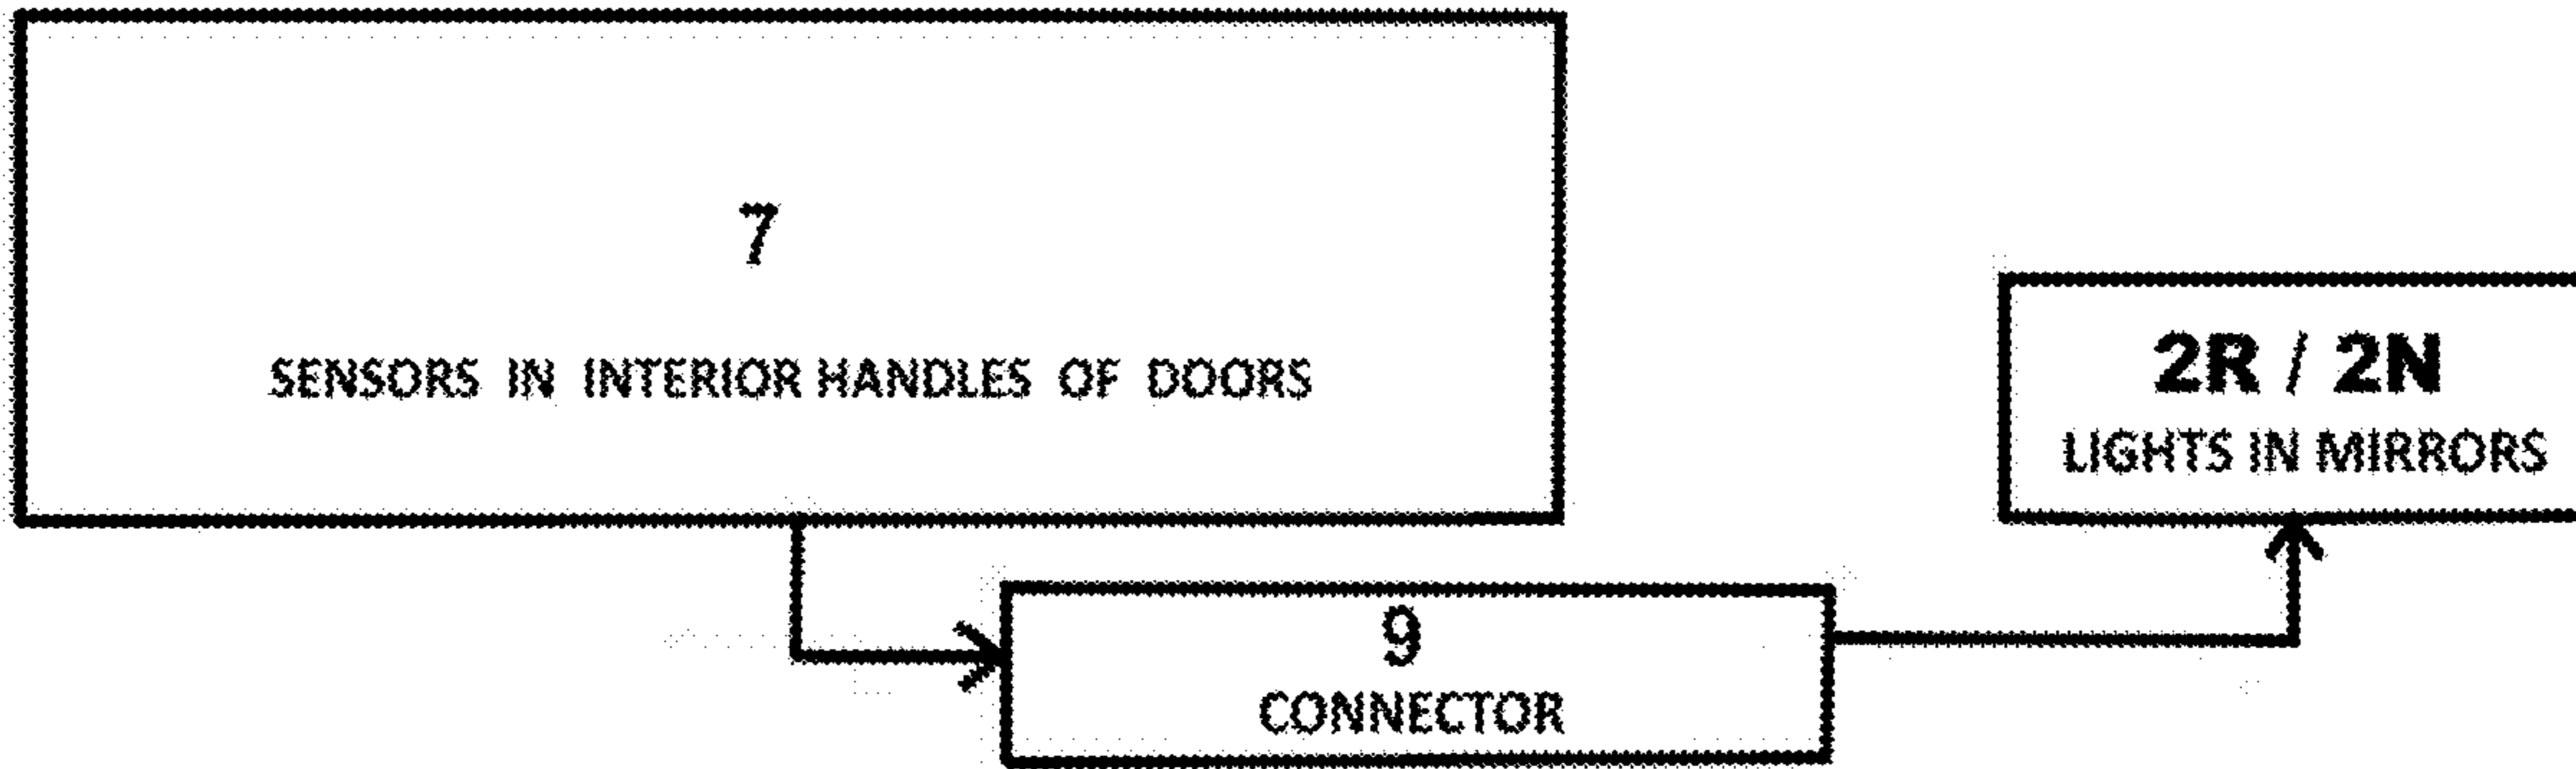 7
SENSORS IN INTERIOR HANDLES OF DOORS
2R / 2N
LIGHTS IN MIRRORS
9
CONNECTOR